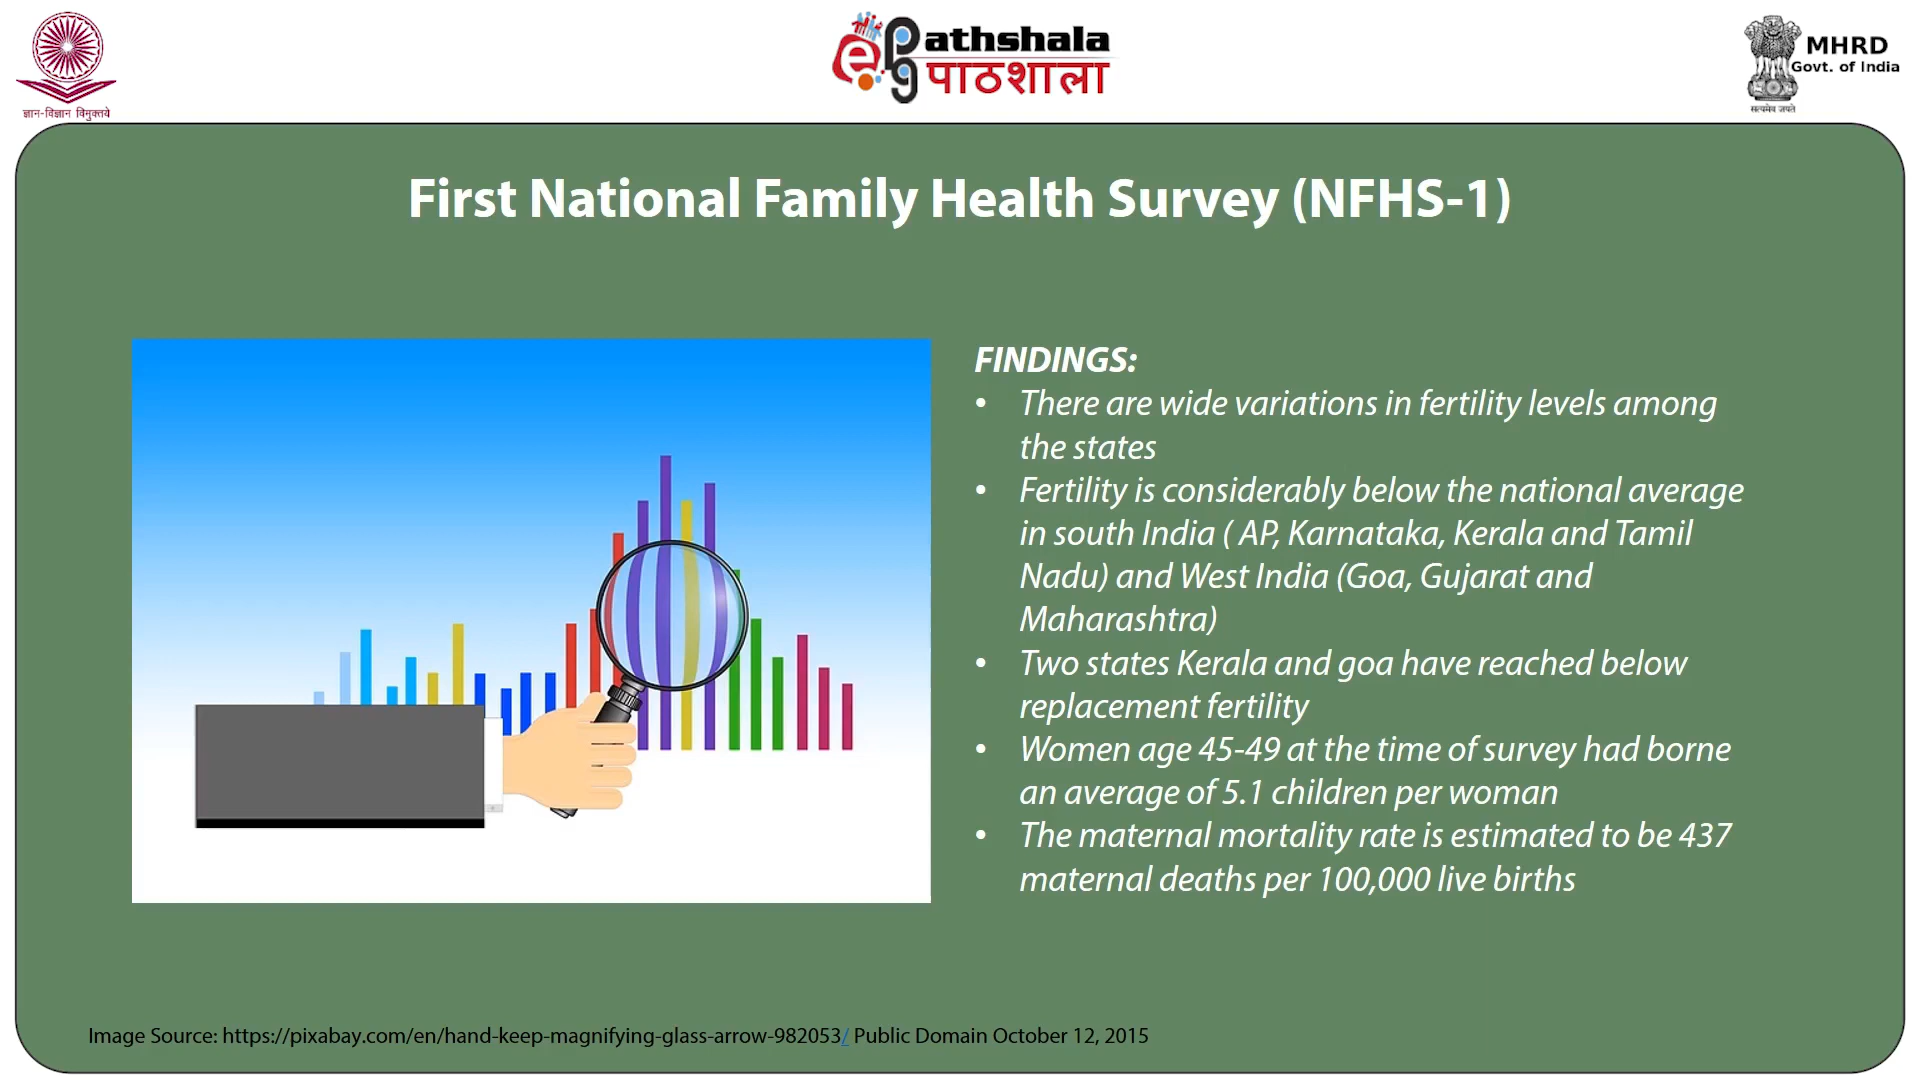 ज्ञान-विज्ञान विमुक्तये
ePathshala
पाठशाला
MHRD
Govt. of India
सत्यमेव जयते
First National Family Health Survey (NFHS-1)
FINDINGS:
• There are wide variations in fertility levels among
the states
• Fertility is considerably below the national average
in south India ( AP, Karnataka, Kerala and Tamil
Nadu) and West India (Goa, Gujarat and
Maharashtra)
• Two states Kerala and goa have reached below
replacement fertility
• Women age 45-49 at the time of survey had borne
an average of 5.1 children per woman
• The maternal mortality rate is estimated to be 437
maternal deaths per 100,000 live births
Image Source: https://pixabay.com/en/hand-keep-magnifying-glass-arrow-982053/ Public Domain October 12, 2015